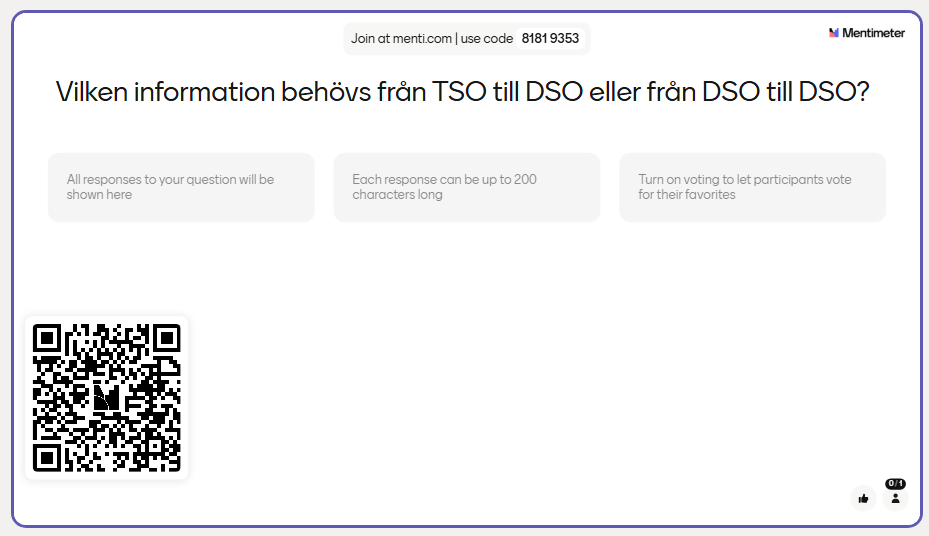 Join at menti.com | use code 8181 9353
Mentimeter
Vilken information behövs från TSO till DSO eller från DSO till DSO?
All responses to your question will be
shown here
Each response can be up to 200
characters long
Turn on voting to let participants vote
for their favorites
0/1